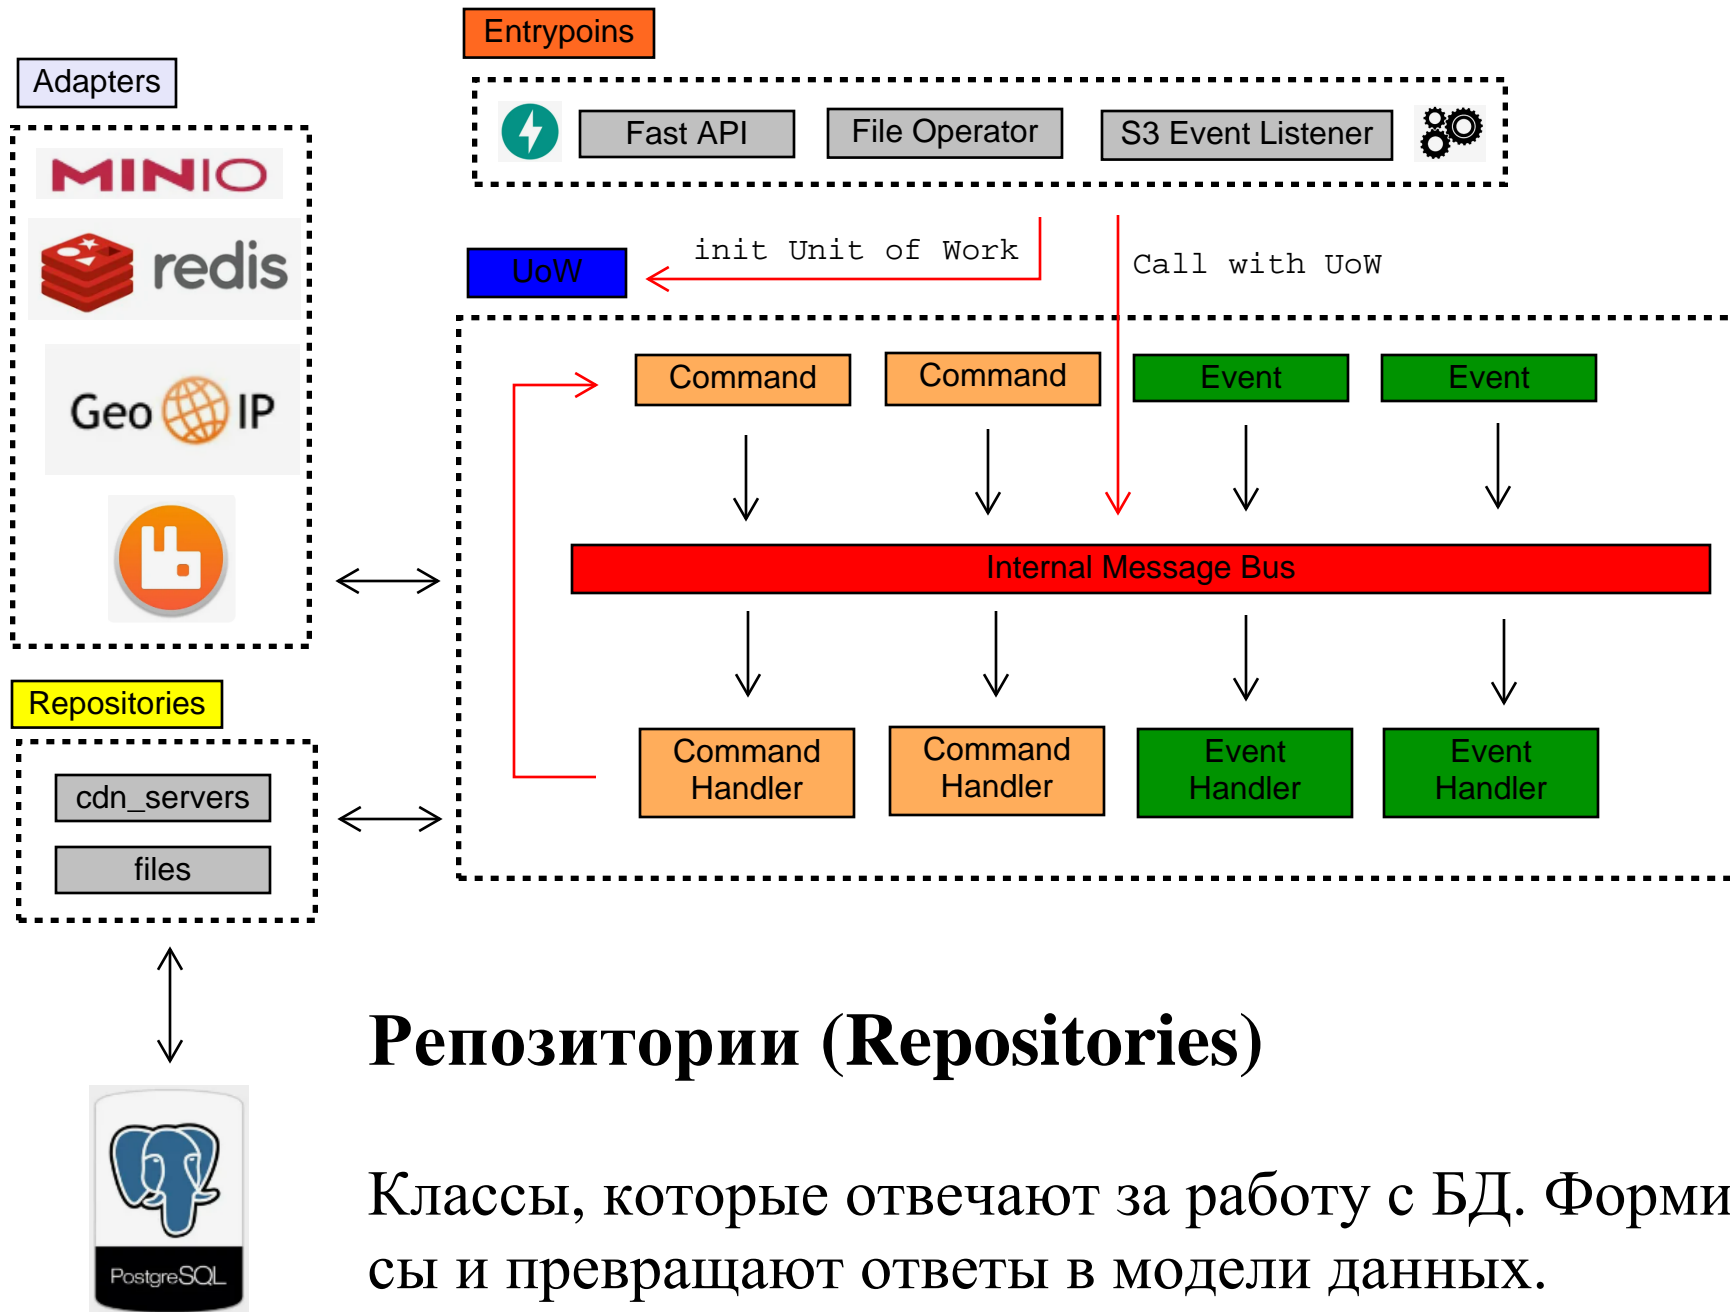 Entrypoins
Adapters
Fast API
File Operator
S3 Event Listener
MINIO
redis
Geo IP
init Unit of Work
UoW
Call with UoW
Command
Command
Event
Event
Internal Message Bus
Command
Handler
Command
Handler
Event
Handler
Event
Handler
Repositories
cdn_servers
files
PostgreSQL
Репозитории (Repositories)
Классы, которые отвечают за работу с БД. Форми
сы и превращают ответы в модели данных.